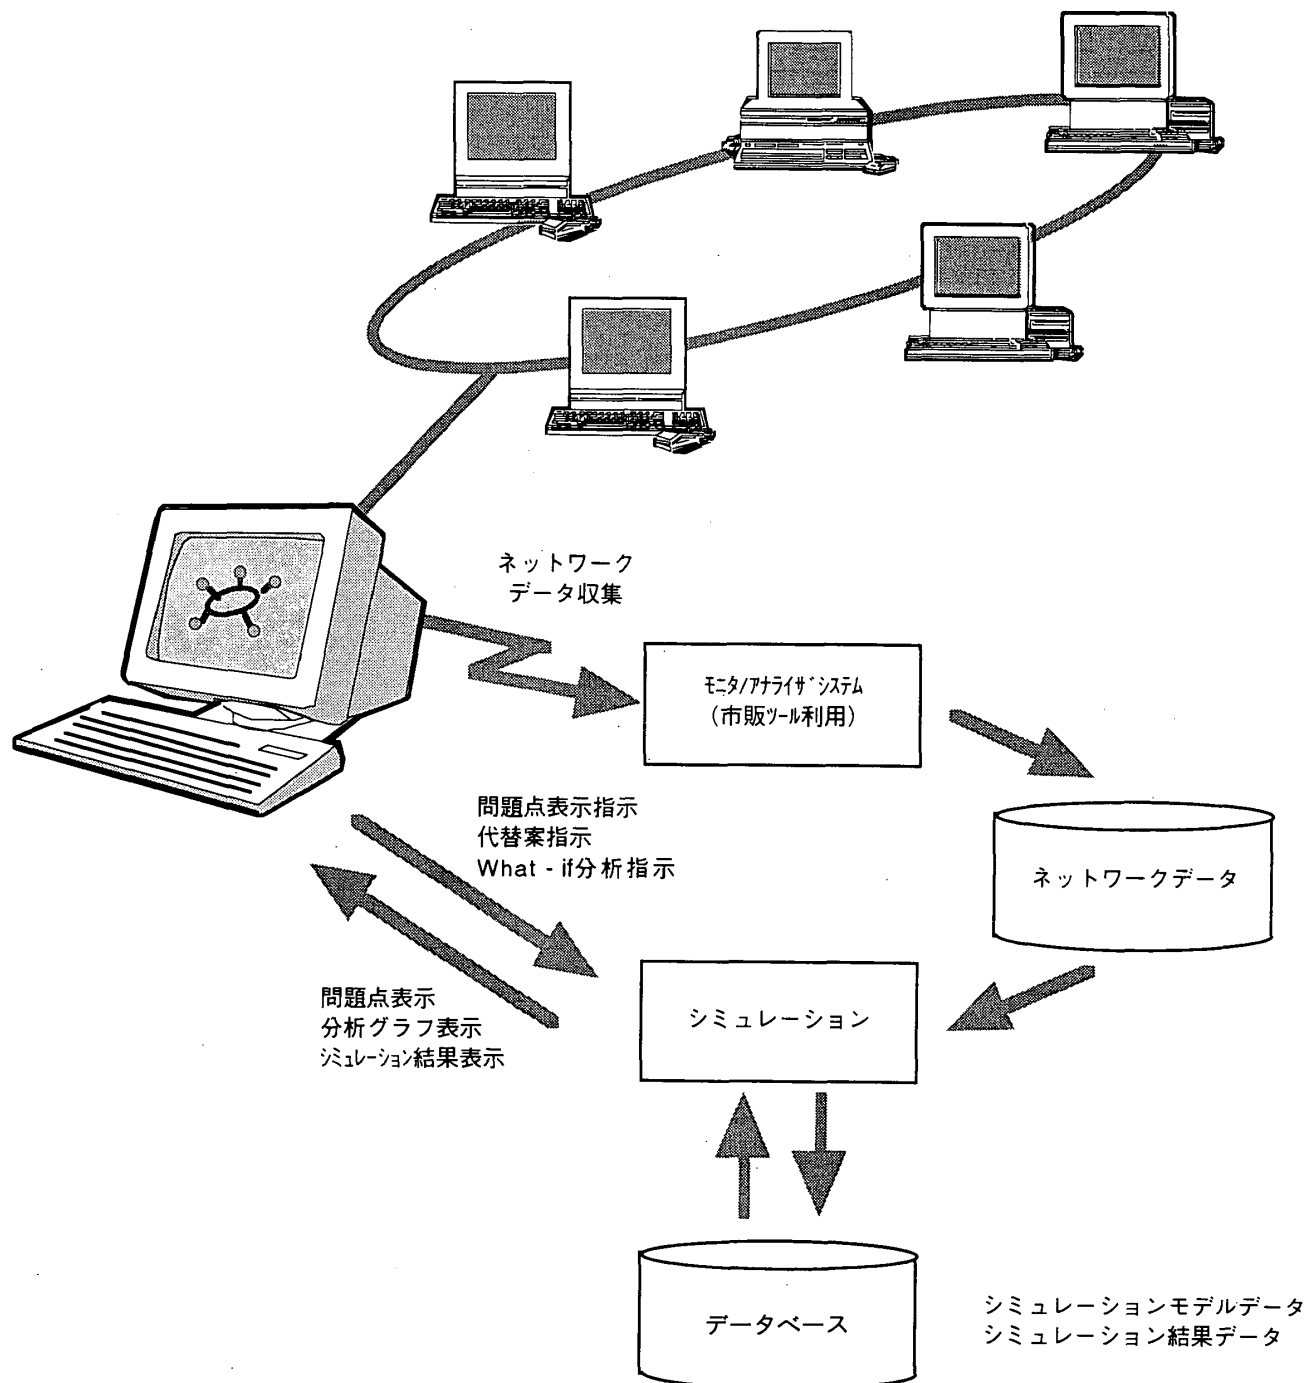 ネットワーク
データ収集
ﾓﾆﾀ/ｱﾅﾗｲｻﾞｼｽﾃﾑ
(市販ﾂｰﾙ利用)
問題点表示指示
代替案指示
What - if分析指示
ネットワークデータ
問題点表示
分析グラフ表示
ｼﾐｭﾚｰｼｮﾝ結果表示
シミュレーション
データベース
シミュレーションモデルデータ
シミュレーション結果データ